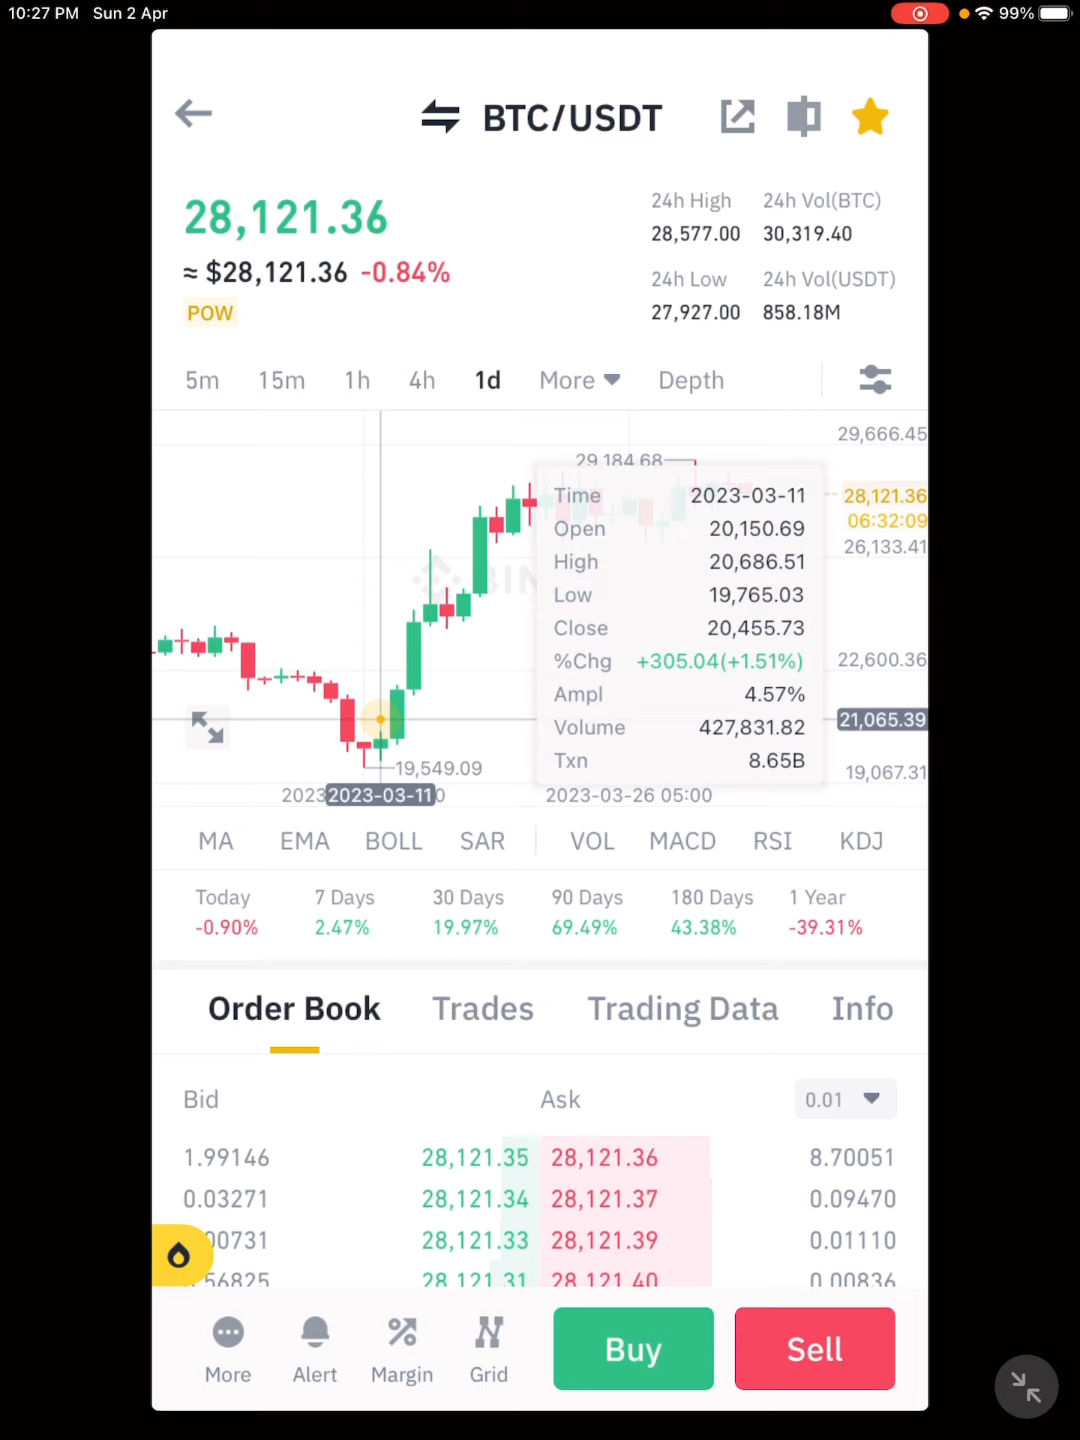 10:27 PM Sun 2 Apr
99%
BTC/USDT
28,121.36
≈ $28,121.36 -0.84%
POW
24h High 24h Vol(BTC)
28,577.00 30,319.40
24h Low 24h Vol(USDT)
27,927.00 858.18M
5m 15m 1h 4h 1d More Depth
29,666.45
29,184.68
28,121.36
06:32:09
26,133.41
22,600.36
21,065.39
19,067.31
Time 2023-03-11
Open 20,150.69
High 20,686.51
Low 19,765.03
Close 20,455.73
%Chg +305.04(+1.51%)
Ampl 4.57%
Volume 427,831.82
Txn 8.65B
19,549.09
2023-03-11 2023-03-26 05:00
MA EMA BOLL SAR VOL MACD RSI KDJ
Today 7 Days 30 Days 90 Days 180 Days 1 Year
-0.90% 2.47% 19.97% 69.49% 43.38% -39.31%
Order Book Trades Trading Data Info
Bid Ask 0.01
1.99146 28,121.35 28,121.36 8.70051
0.03271 28,121.34 28,121.37 0.09470
00731 28,121.33 28,121.39 0.01110
56825 28,121.31 28,121.40 0.00836
More Alert Margin Grid Buy Sell